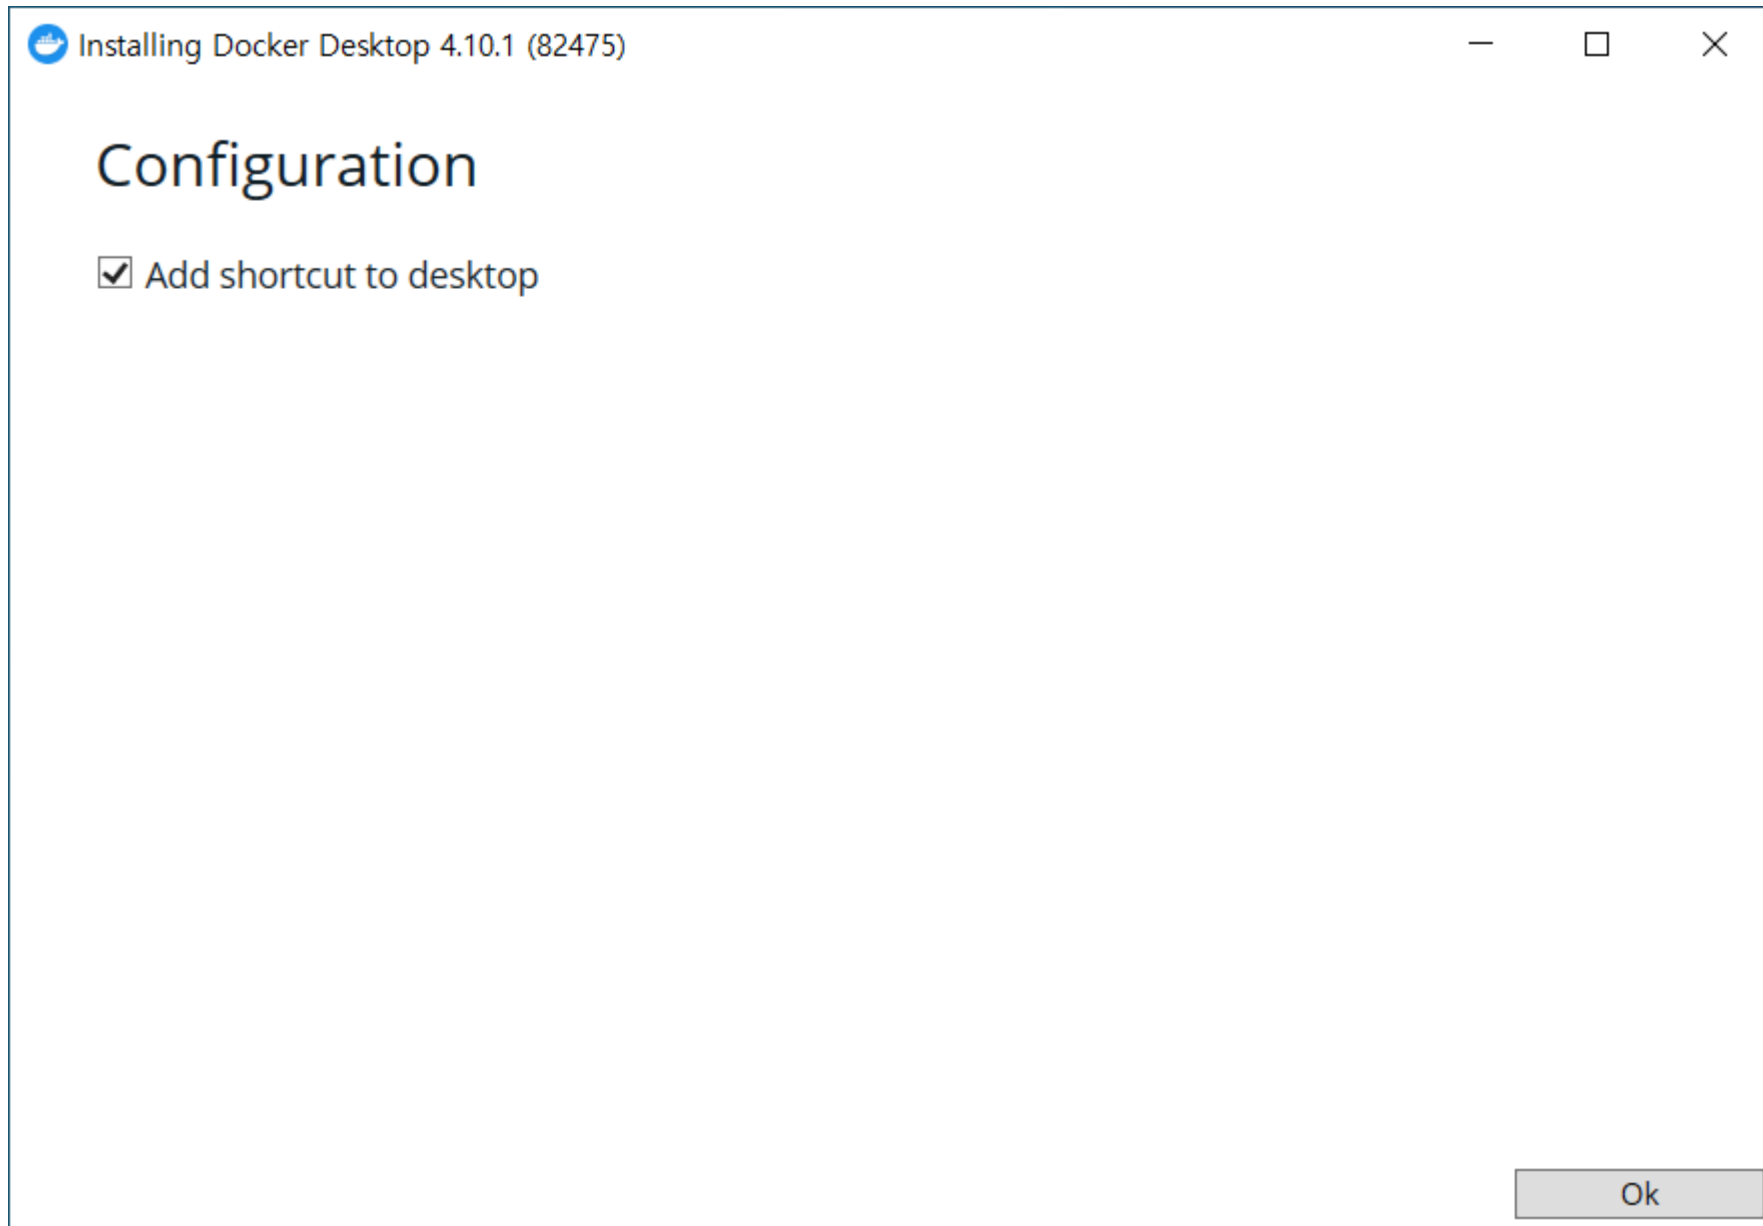 Installing Docker Desktop 4.10.1 (82475)
Configuration
Add shortcut to desktop
Ok